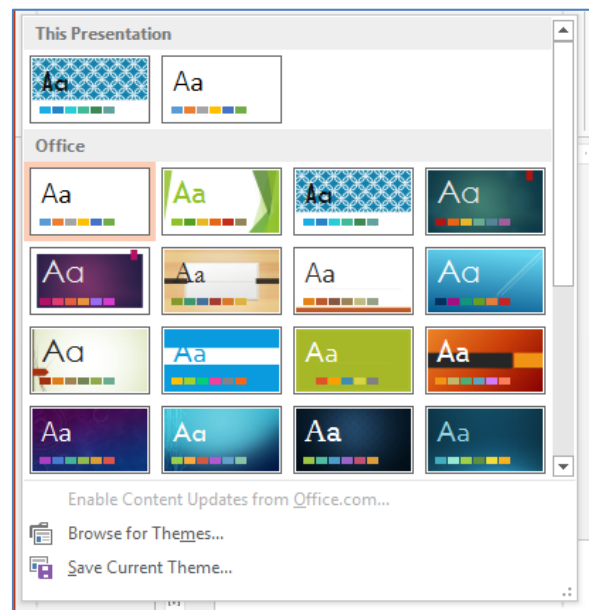 This Presentation
Aa Aa
Office
Aa Aa Aa Aa
Aa Aa Aa Aa
Aa Aa Aa Aa
Aa Aa Aa Aa
Enable Content Updates from Office.com...
Browse for Themes...
Save Current Theme...